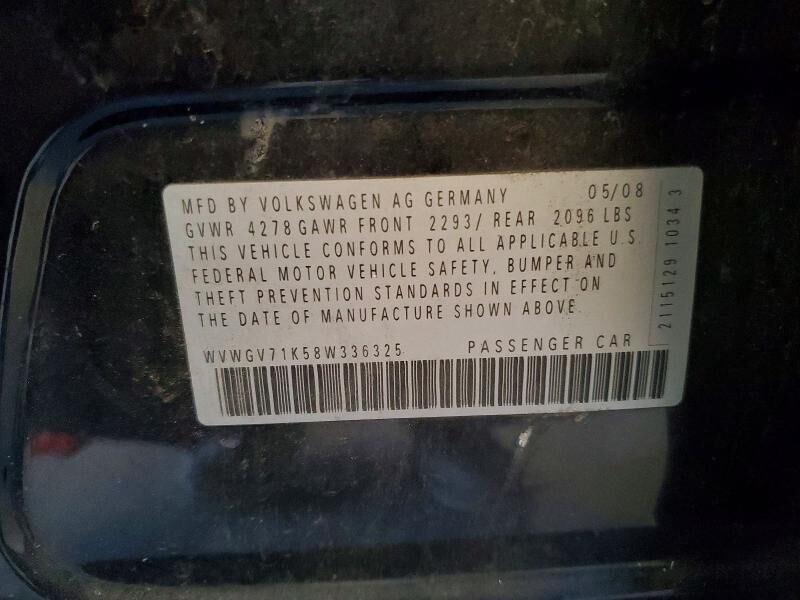 MFD BY VOLKSWAGEN AG GERMANY 05/08
GVWR 4278 GAWR FRONT 2293/ REAR 2096 LBS
THIS VEHICLE CONFORMS TO ALL APPLICABLE U.S.
FEDERAL MOTOR VEHICLE SAFETY, BUMPER AND
THEFT PREVENTION STANDARDS IN EFFECT ON
THE DATE OF MANUFACTURE SHOWN ABOVE.
WVWGV71K58W336325 PASSENGER CAR
2115129 1034 3